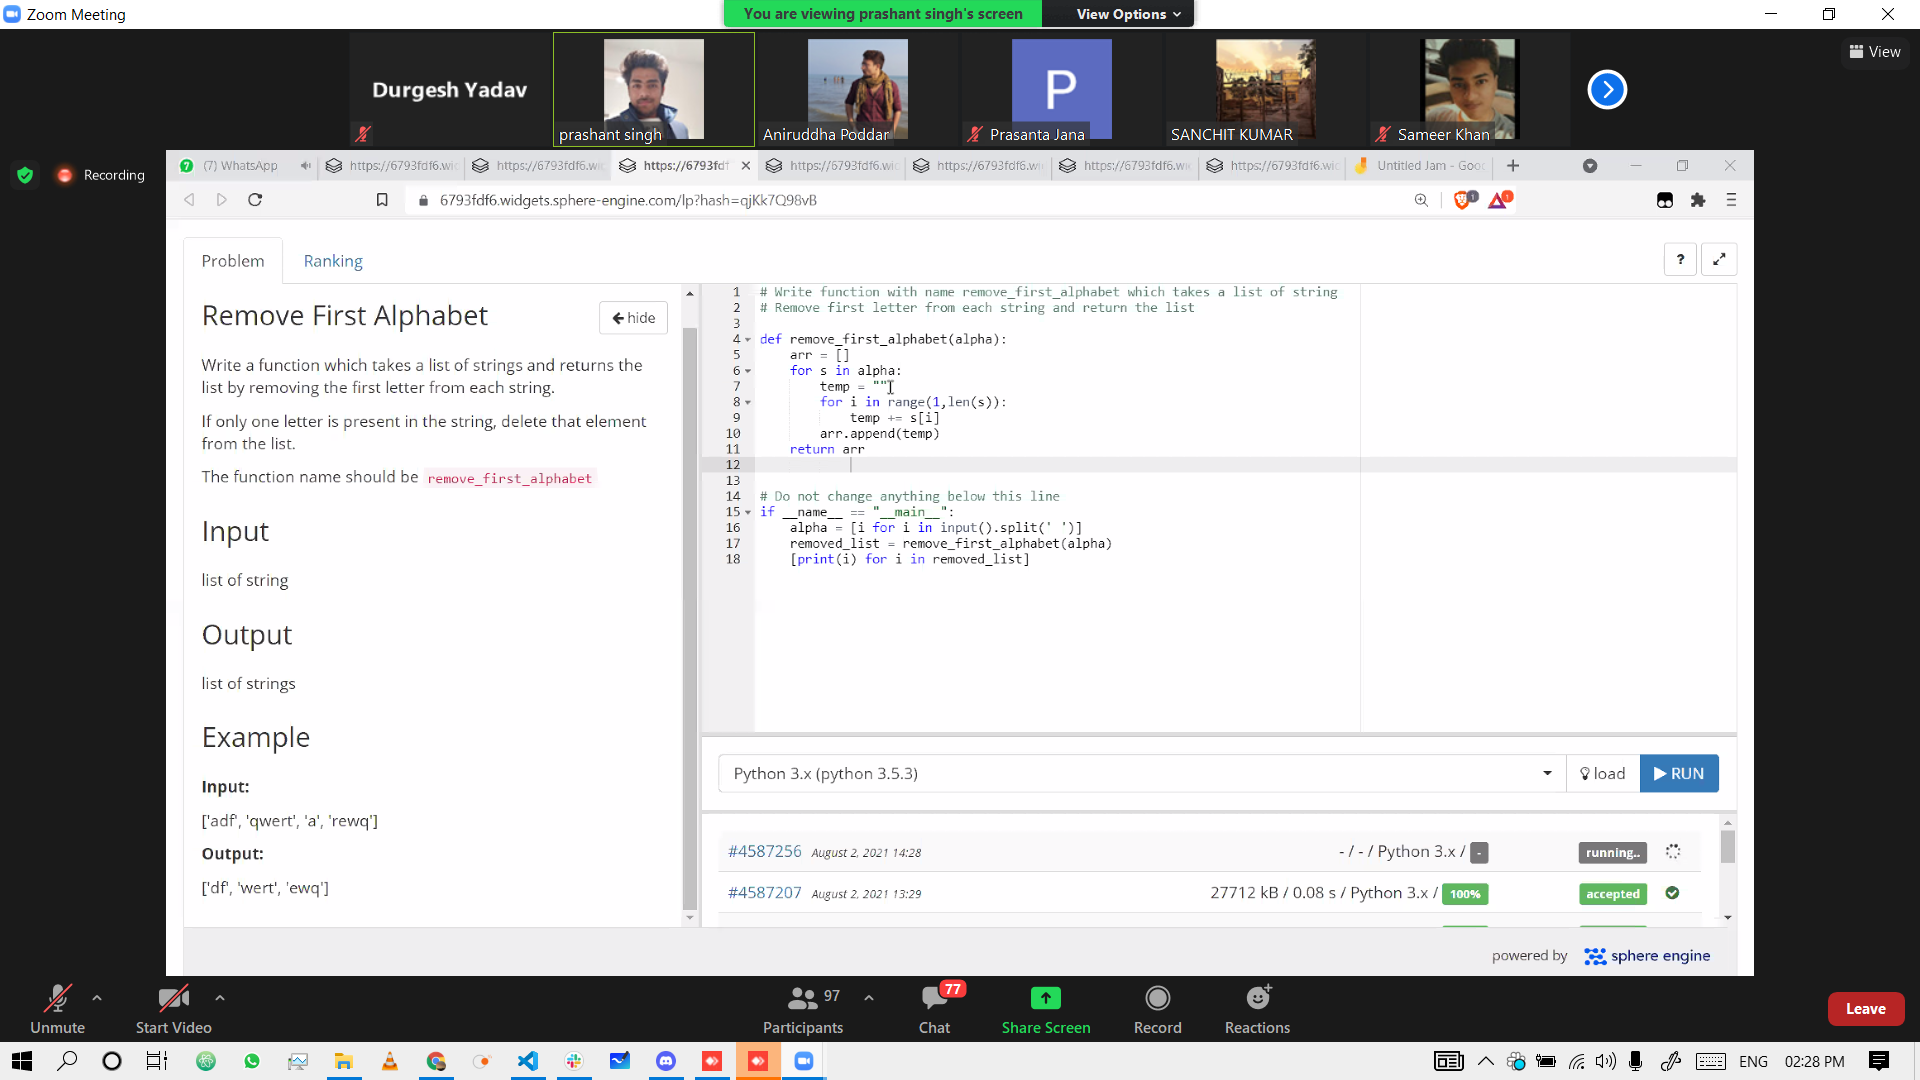 Zoom Meeting
You are viewing prashant singh's screen
View Options
View
Durgesh Yadav
prashant singh
Aniruddha Poddar
P
Prasanta Jana
SANCHIT KUMAR
Sameer Khan
Recording
(7) WhatsApp
https://6793fdf6.wi
https://6793fdf6.wi
https://6793fdf
https://6793fdf6.wi
https://6793fdf6.wi
https://6793fdf6.wi
https://6793fdf6.wi
Untitled Jam - Goo
6793fdf6.widgets.sphere-engine.com/lp?hash=qjKk7Q98vB
Problem
Ranking
?
Remove First Alphabet
hide
Write a function which takes a list of strings and returns the
list by removing the first letter from each string.
If only one letter is present in the string, delete that element
from the list.
The function name should be remove_first_alphabet
Input
list of string
Output
list of strings
Example
Input:
['adf', 'qwert', 'a', 'rewq']
Output:
['df', 'wert', 'ewq']
1 # Write function with name remove_first_alphabet which takes a list of string
2 # Remove first letter from each string and return the list
3
4 def remove_first_alphabet(alpha):
5 arr = []
6 for s in alpha:
7 temp = ""
8 for i in range(1,len(s)):
9 temp += s[i]
10 arr.append(temp)
11 return arr
12
13
14 # Do not change anything below this line
15 if __name__ == "__main__":
16 alpha = [i for i in input().split(' ')]
17 removed_list = remove_first_alphabet(alpha)
18 [print(i) for i in removed_list]
Python 3.x (python 3.5.3)
load
RUN
#4587256 August 2, 2021 14:28 - / - / Python 3.x / - running..
#4587207 August 2, 2021 13:29 27712 kB / 0.08 s / Python 3.x / 100% accepted
powered by sphere engine
Unmute
Start Video
97
Participants
77
Chat
Share Screen
Record
Reactions
Leave
ENG
02:28 PM